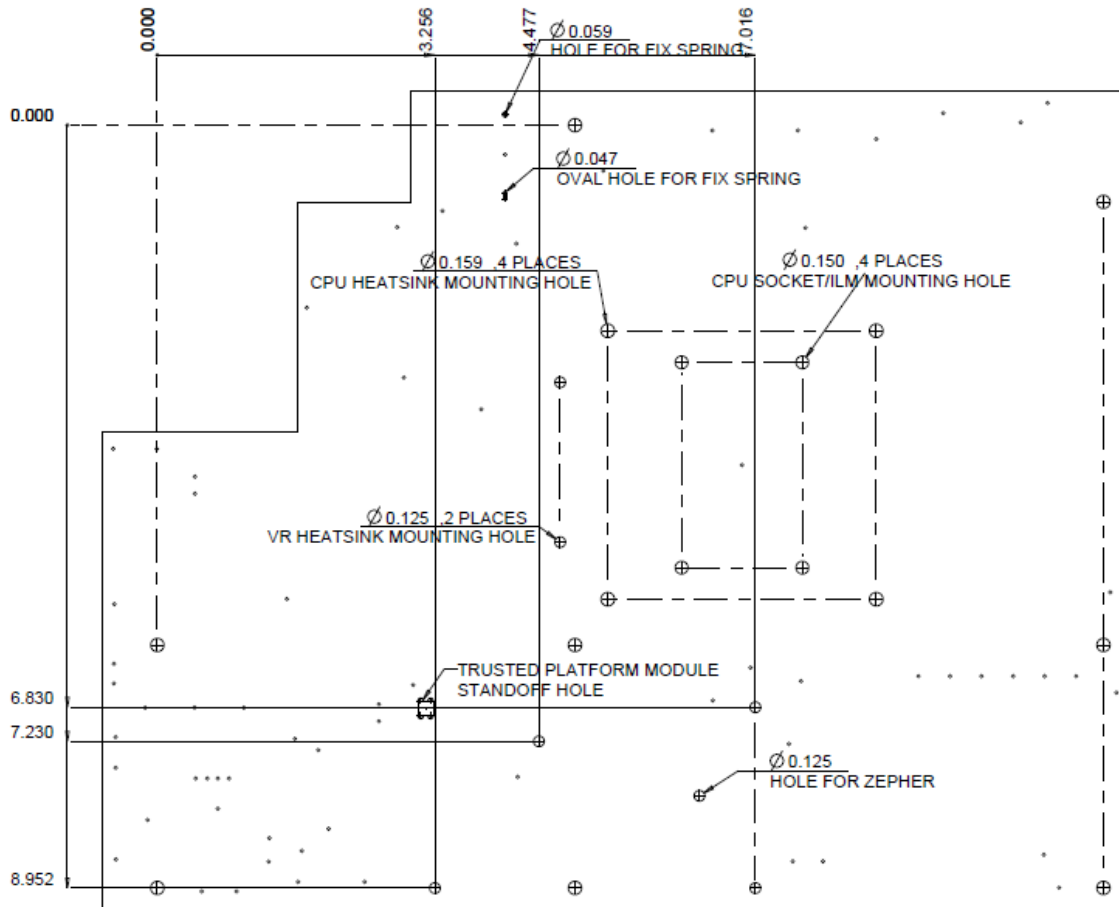 0.000
3.256
4.477
7.016
Ø 0.059
HOLE FOR FIX SPRING
0.000
Ø 0.047
OVAL HOLE FOR FIX SPRING
Ø 0.159 ,4 PLACES
CPU HEATSINK MOUNTING HOLE
Ø 0.150 ,4 PLACES
CPU SOCKET/ILM MOUNTING HOLE
Ø 0.125 ,2 PLACES
VR HEATSINK MOUNTING HOLE
TRUSTED PLATFORM MODULE
STANDOFF HOLE
6.830
7.230
Ø 0.125
HOLE FOR ZEPHER
8.952